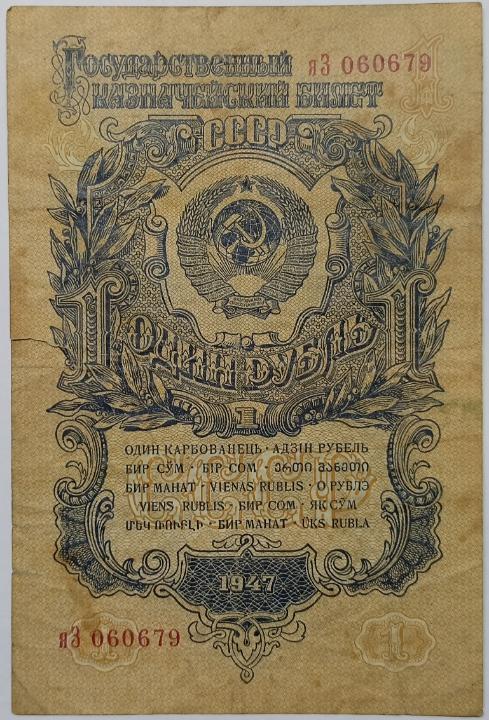 Государственный
казначейский билет
яЗ 060679
СССР
1 1
ОДИН РУБЛЬ
1
ОДИН КАРБОВАНЕЦЬ · АДЗІН РУБЕЛЬ
БИР СЎМ · БІР СОМ · ᲔᲠᲗᲘ ᲛᲐᲜᲔᲗᲘ
БИР МАНАТ · VIENAS RUBLIS · О РУБЛЭ
VIENS RUBLIS · БИР СОМ · ЯК СӮМ
ՄԵԿ ՌՈՒԲԼԻ · БИР МАНАТ · ÜKS RUBLA
1947
яЗ 060679
1